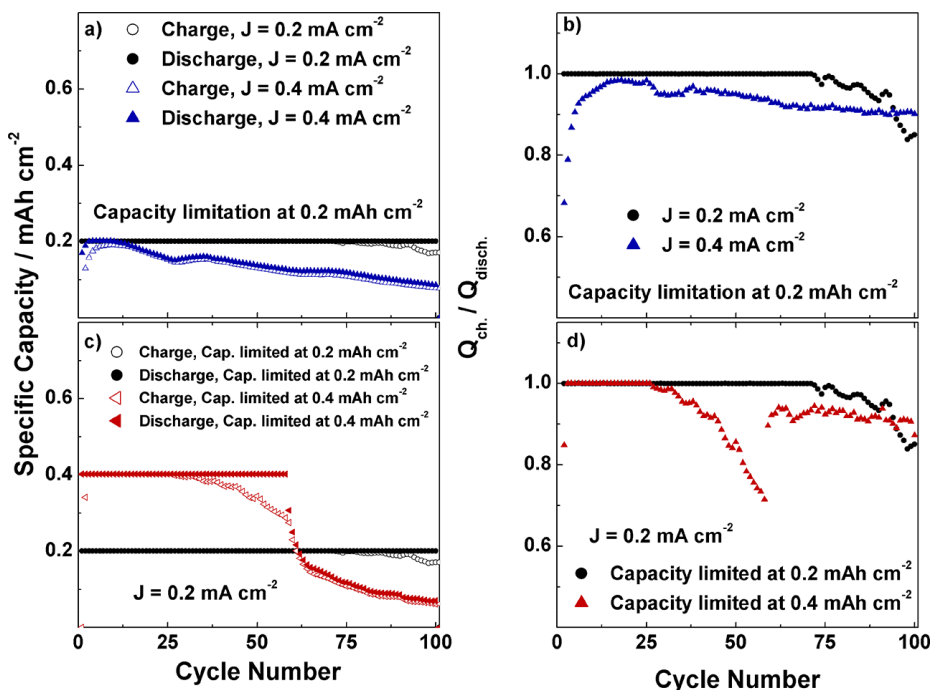 a)
Charge, J = 0.2 mA cm⁻²
Discharge, J = 0.2 mA cm⁻²
Charge, J = 0.4 mA cm⁻²
Discharge, J = 0.4 mA cm⁻²
0.6
0.4
Capacity limitation at 0.2 mAh cm⁻²
0.2
b)
1.0
0.8
J = 0.2 mA cm⁻²
J = 0.4 mA cm⁻²
0.6
Capacity limitation at 0.2 mAh cm⁻²
Specific Capacity / mAh cm⁻²
Q_ch. / Q_disch.
c)
Charge, Cap. limited at 0.2 mAh cm⁻²
Discharge, Cap. limited at 0.2 mAh cm⁻²
Charge, Cap. limited at 0.4 mAh cm⁻²
Discharge, Cap. limited at 0.4 mAh cm⁻²
0.6
0.4
0.2
J = 0.2 mA cm⁻²
0 25 50 75 100
Cycle Number
d)
1.0
0.8
0.6
J = 0.2 mA cm⁻²
Capacity limited at 0.2 mAh cm⁻²
Capacity limited at 0.4 mAh cm⁻²
0 25 50 75 100
Cycle Number